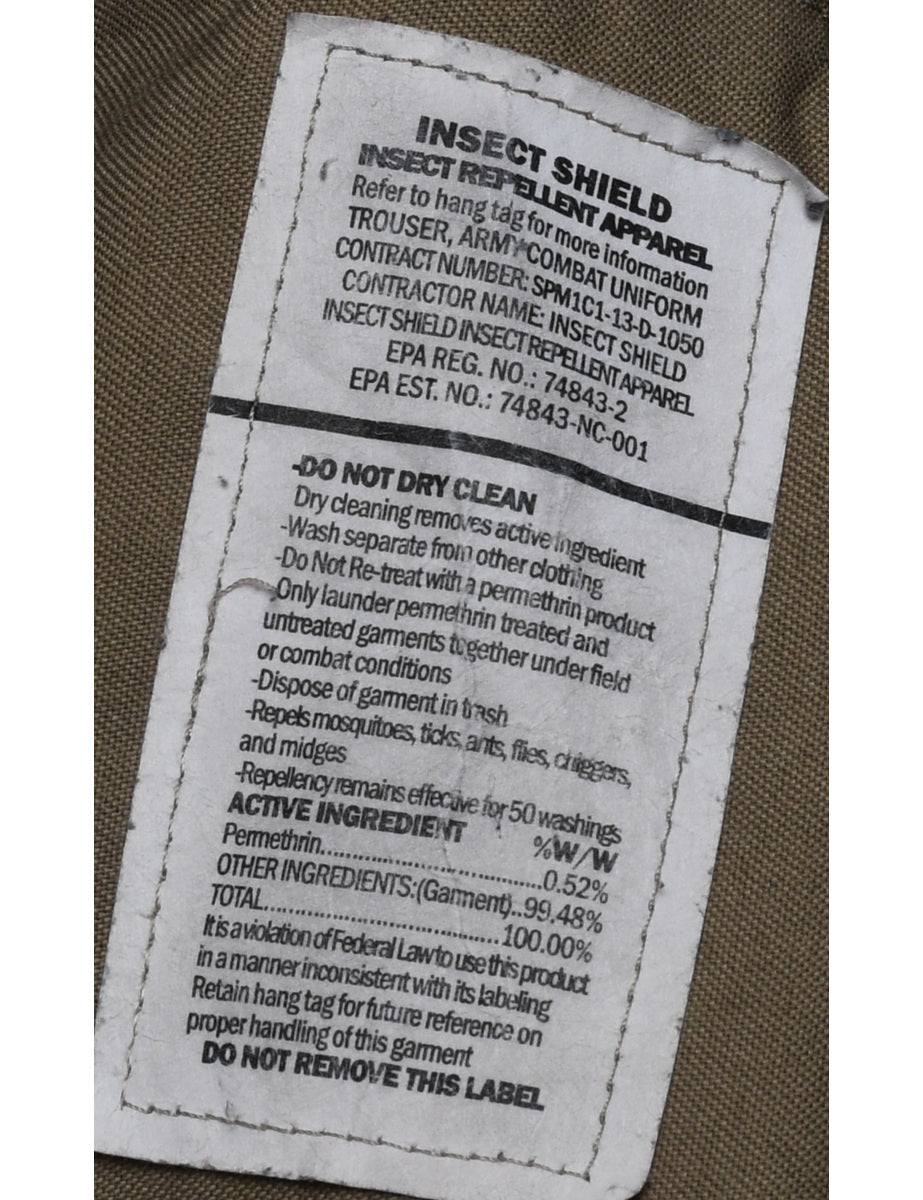 INSECT SHIELD
INSECT REPELLENT APPAREL
Refer to hang tag for more information
TROUSER, ARMY COMBAT UNIFORM
CONTRACT NUMBER: SPM1C1-13-D-1050
CONTRACTOR NAME: INSECT SHIELD
INSECT SHIELD INSECT REPELLENT APPAREL
EPA REG. NO.: 74843-2
EPA EST. NO.: 74843-NC-001
-DO NOT DRY CLEAN
Dry cleaning removes active ingredient
-Wash separate from other clothing
-Do Not Re-treat with a permethrin product
-Only launder permethrin treated and
untreated garments together under field
or combat conditions
-Dispose of garment in trash
-Repels mosquitoes, ticks, ants, flies, chiggers,
and midges
-Repellency remains effective for 50 washings
ACTIVE INGREDIENT %W/W
Permethrin..............................0.52%
OTHER INGREDIENTS:(Garment)..99.48%
TOTAL................................100.00%
It is a violation of Federal Law to use this product
in a manner inconsistent with its labeling
Retain hang tag for future reference on
proper handling of this garment
DO NOT REMOVE THIS LABEL